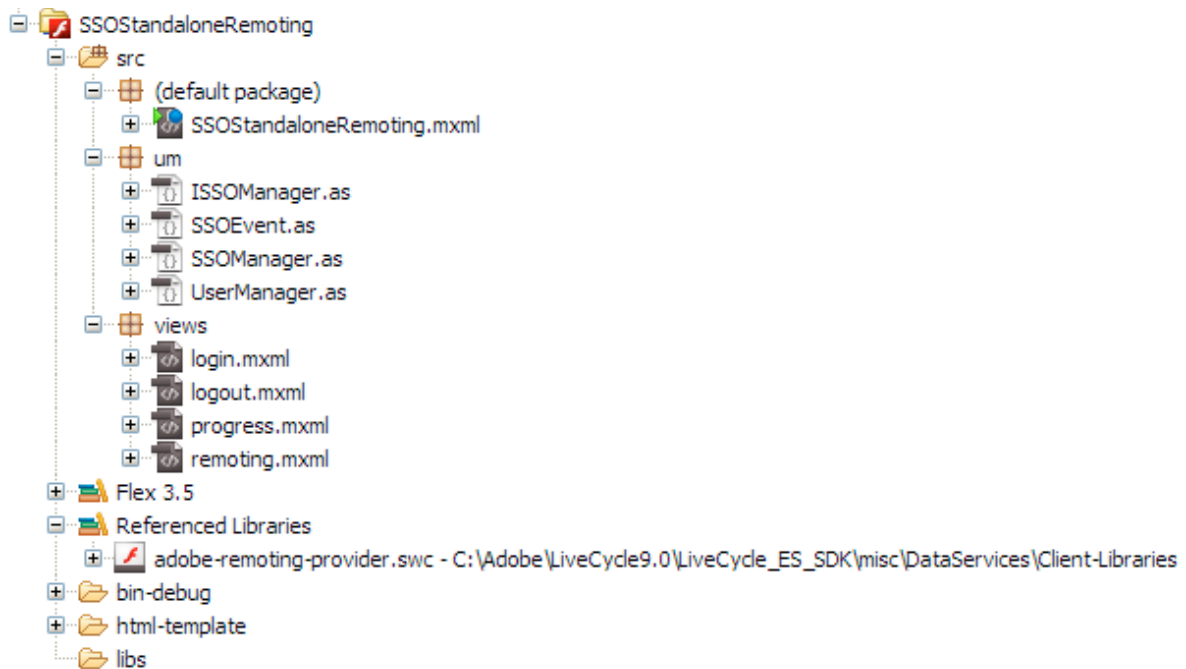 SSOStandaloneRemoting
src
(default package)
SSOStandaloneRemoting.mxml
um
ISSOManager.as
SSOEvent.as
SSOManager.as
UserManager.as
views
login.mxml
logout.mxml
progress.mxml
remoting.mxml
Flex 3.5
Referenced Libraries
adobe-remoting-provider.swc - C:\Adobe\LiveCycle9.0\LiveCycle_ES_SDK\misc\DataServices\Client-Libraries
bin-debug
html-template
libs